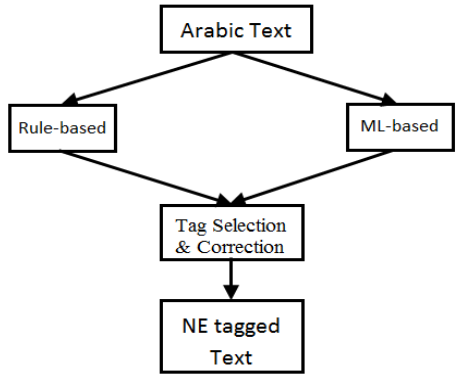 Arabic Text
Rule-based
ML-based
Tag Selection
& Correction
NE tagged
Text